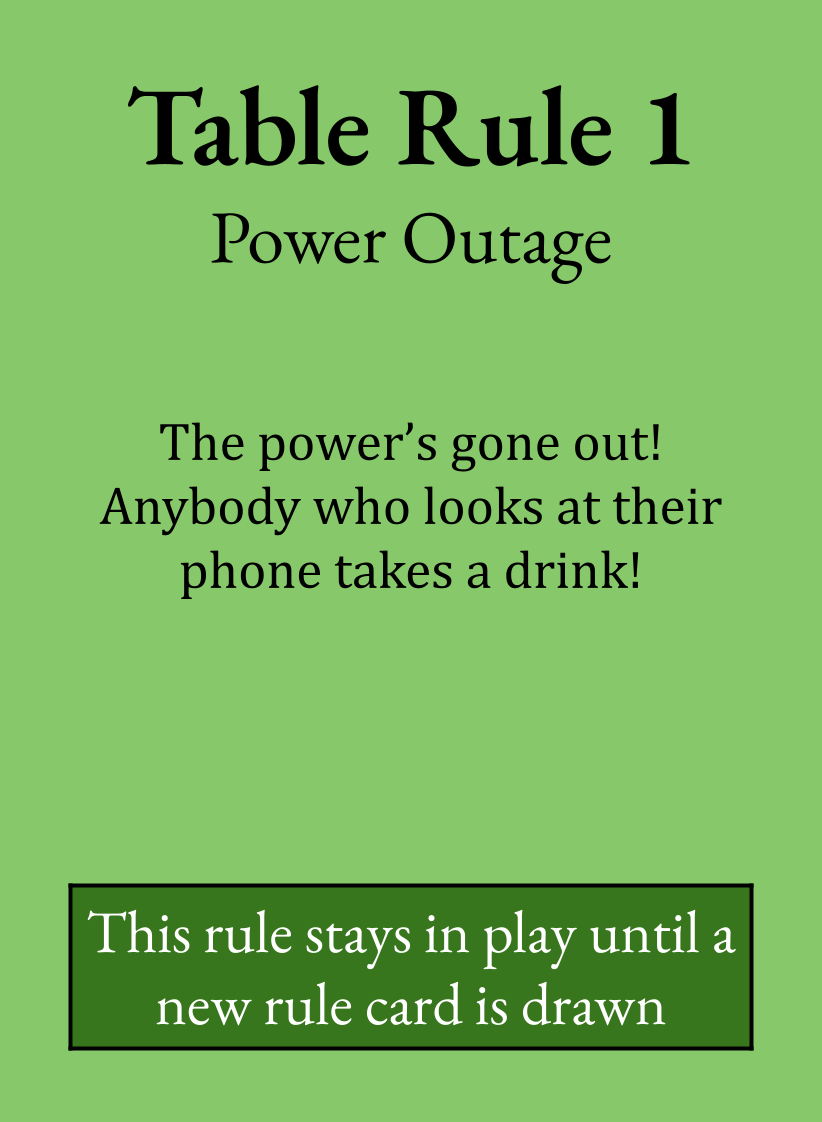 Table Rule 1
Power Outage
The power’s gone out!
Anybody who looks at their
phone takes a drink!
This rule stays in play until a
new rule card is drawn